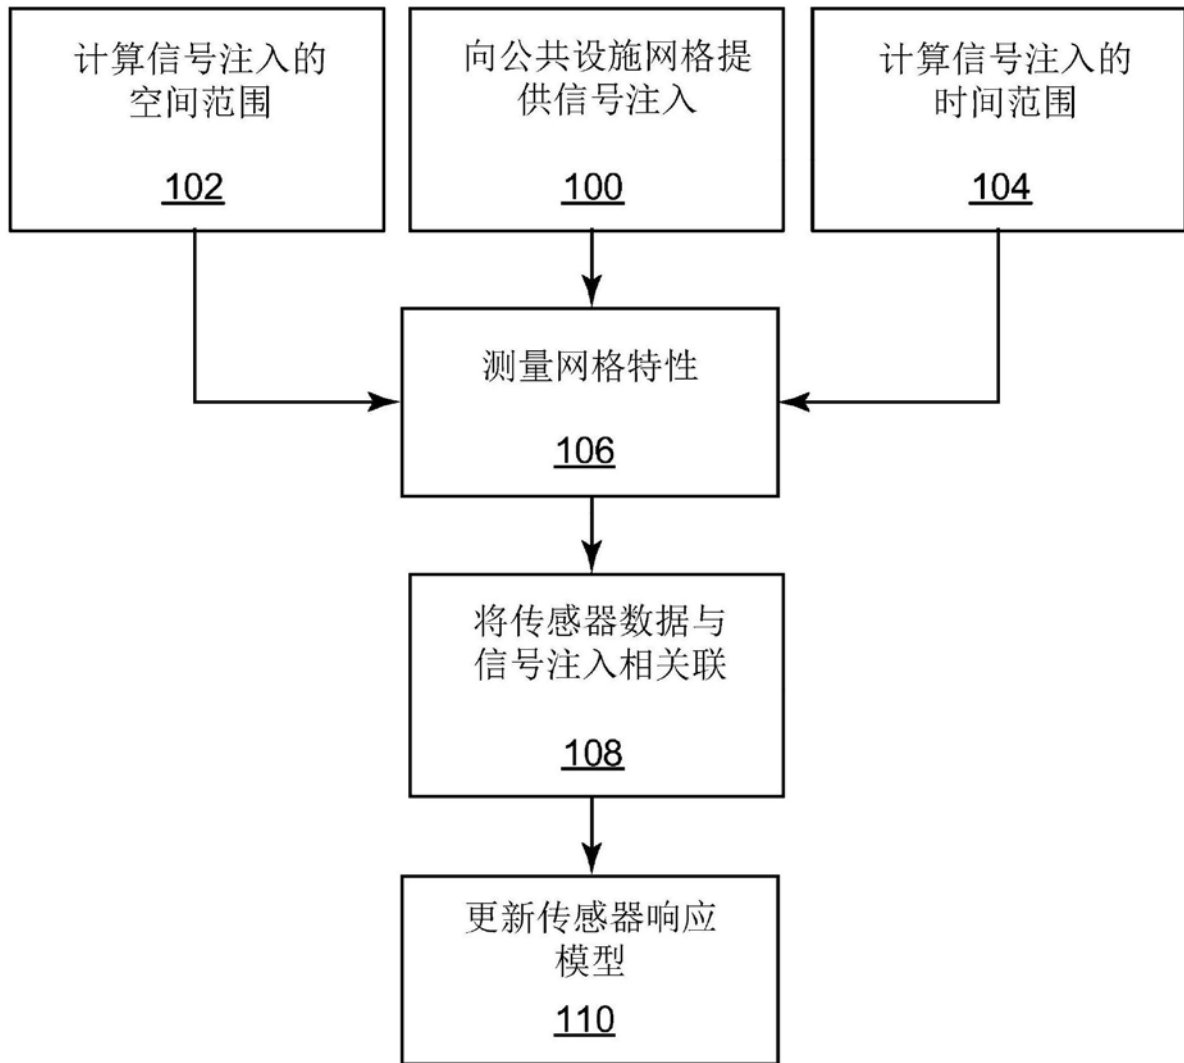 计算信号注入的
空间范围
102
向公共设施网格提
供信号注入
100
计算信号注入的
时间范围
104
测量网格特性
106
将传感器数据与
信号注入相关联
108
更新传感器响应
模型
110